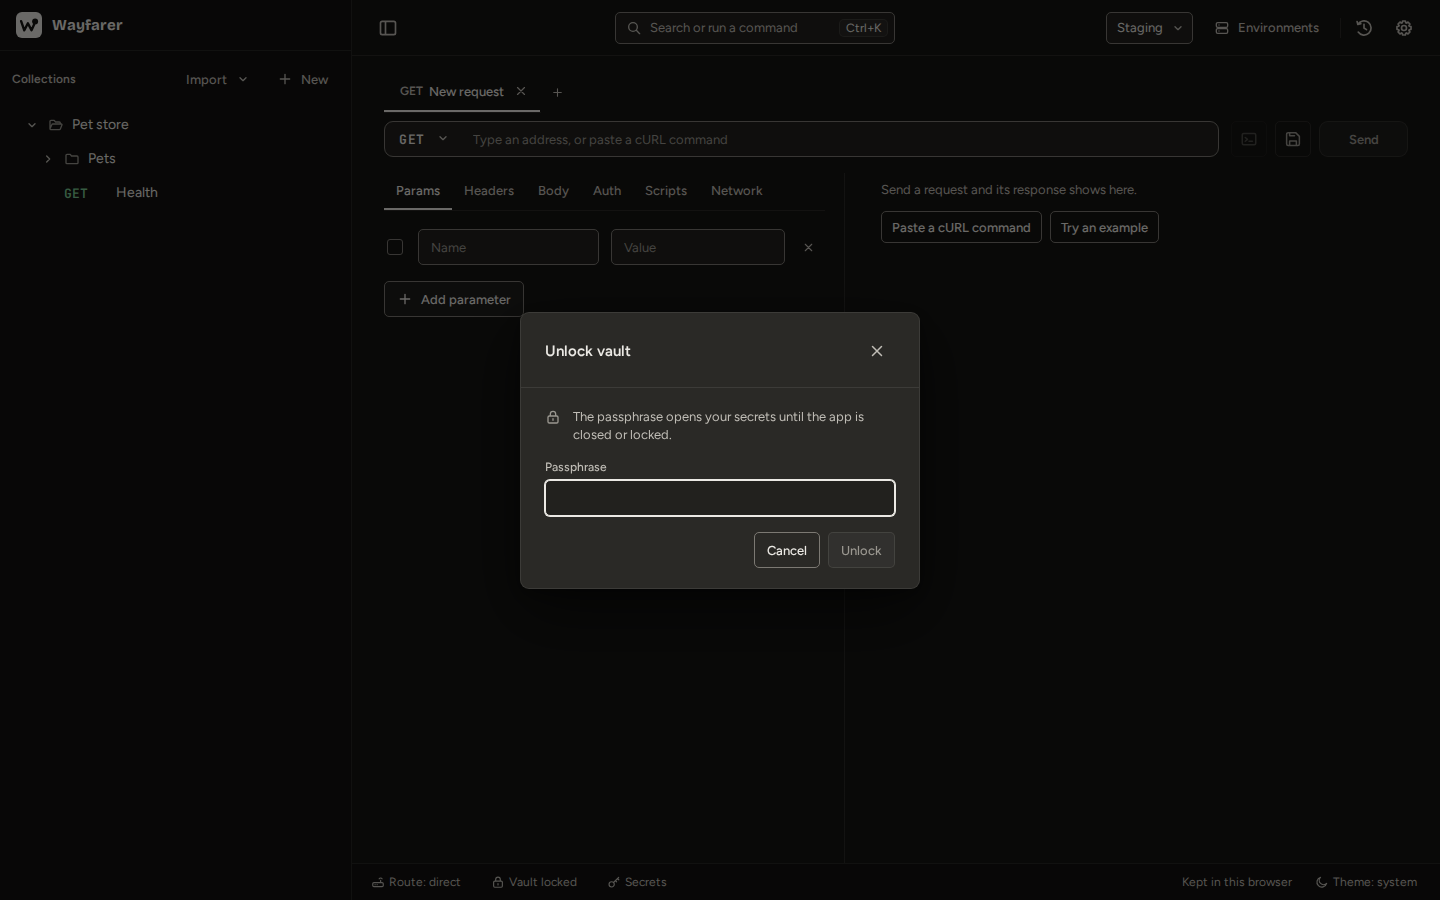 Wayfarer
Search or run a command
Ctrl+K
Staging
Environments
Collections
Import
New
Pet store
Pets
GET Health
GET New request
GET
Type an address, or paste a cURL command
Send
Params
Headers
Body
Auth
Scripts
Network
Name
Value
Add parameter
Send a request and its response shows here.
Paste a cURL command
Try an example
Unlock vault
The passphrase opens your secrets until the app is
closed or locked.
Passphrase
Cancel
Unlock
Route: direct
Vault locked
Secrets
Kept in this browser
Theme: system